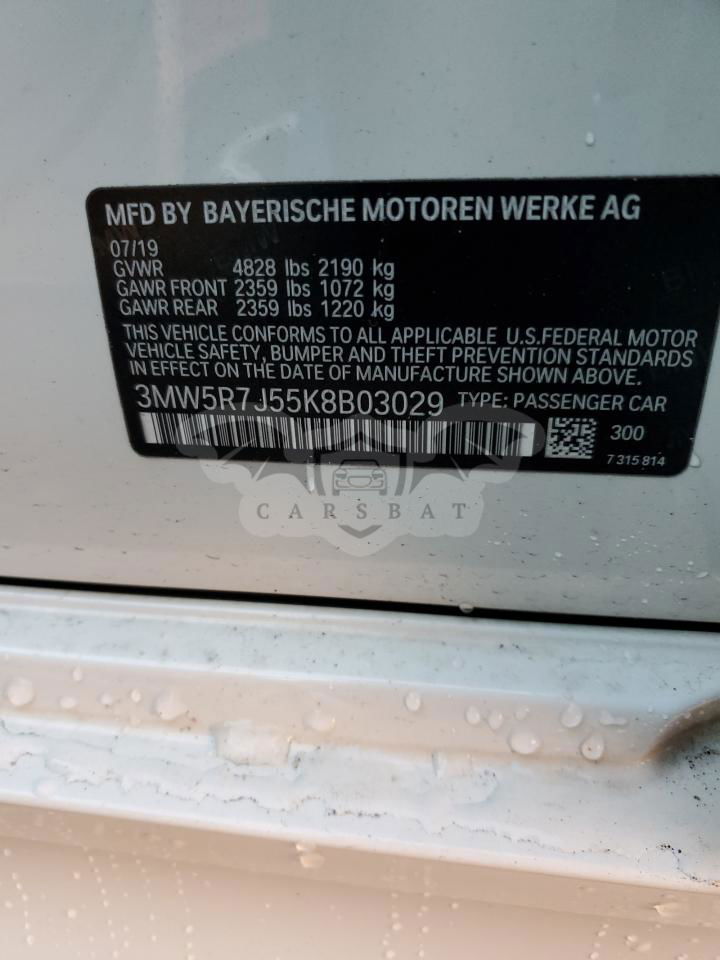 MFD BY BAYERISCHE MOTOREN WERKE AG
07/19
GVWR 4828 lbs 2190 kg
GAWR FRONT 2359 lbs 1072 kg
GAWR REAR 2359 lbs 1220 kg
THIS VEHICLE CONFORMS TO ALL APPLICABLE U.S.FEDERAL MOTOR
VEHICLE SAFETY, BUMPER AND THEFT PREVENTION STANDARDS
IN EFFECT ON THE DATE OF MANUFACTURE SHOWN ABOVE.
3MW5R7J55K8B03029 TYPE: PASSENGER CAR
300
7 315 814
CARSBAT